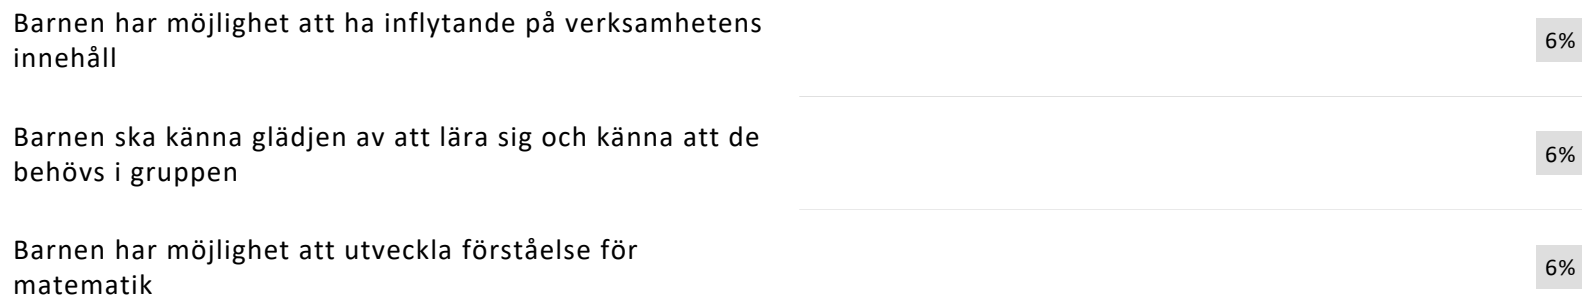 Barnen har möjlighet att ha inflytande på verksamhetens
innehåll
6%
Barnen ska känna glädjen av att lära sig och känna att de
behövs i gruppen
6%
Barnen har möjlighet att utveckla förståelse för
matematik
6%